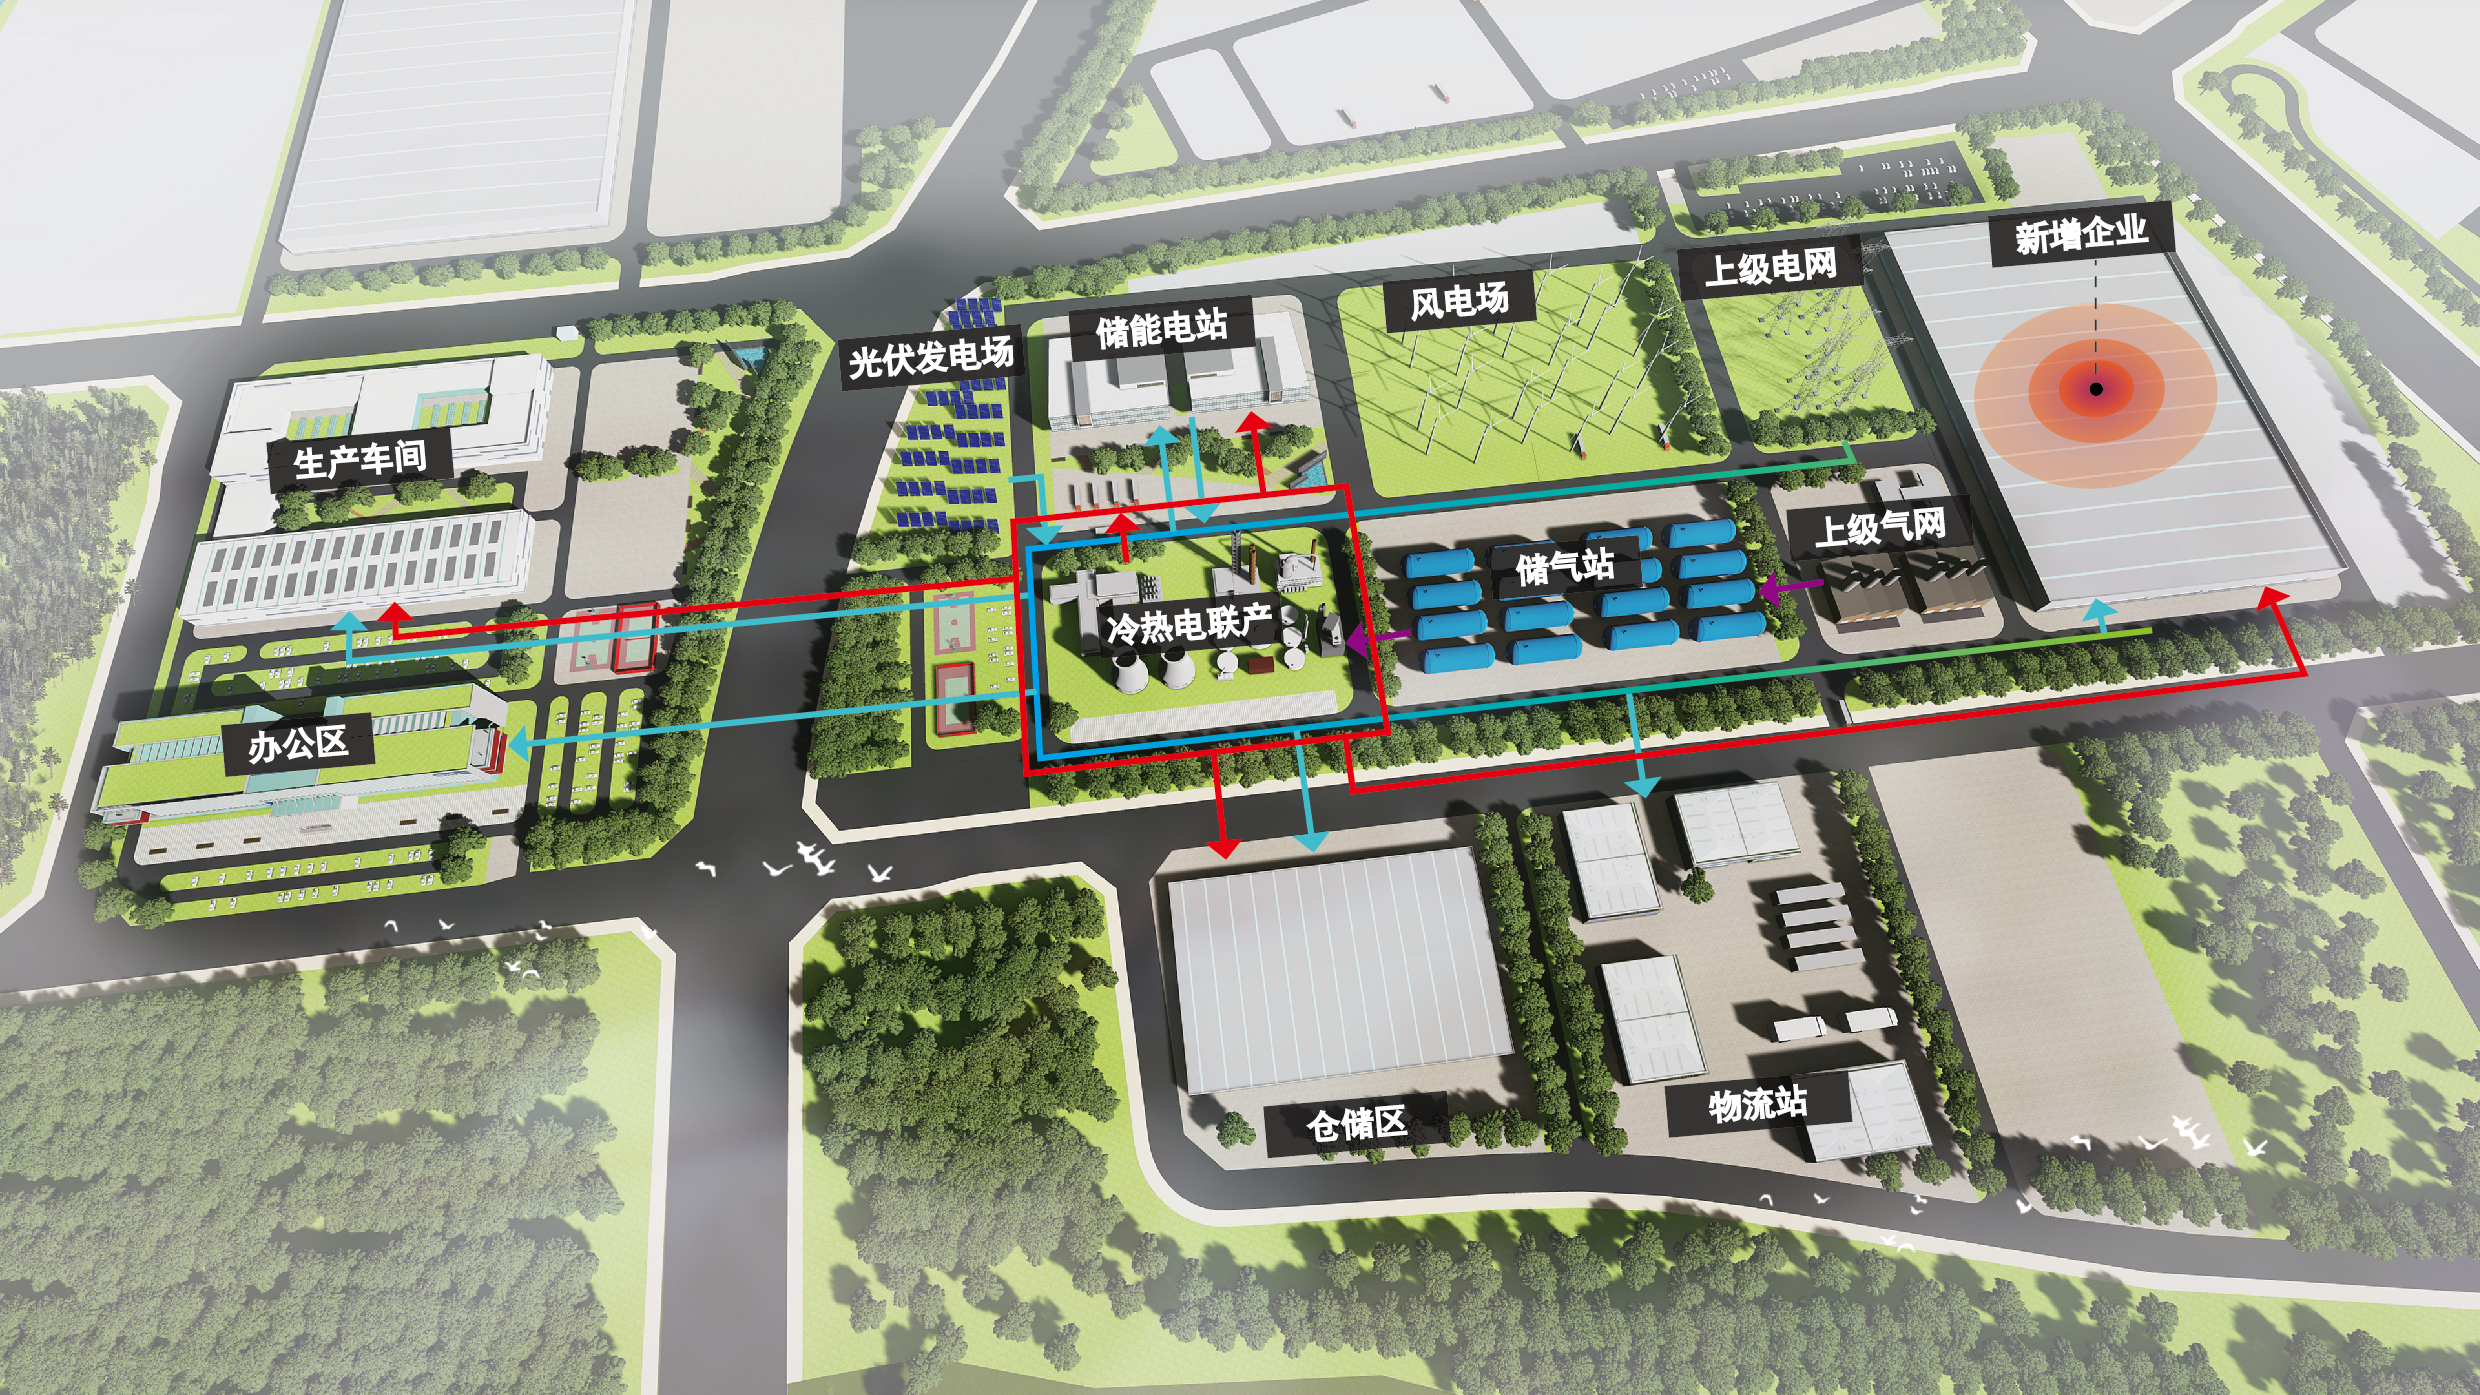 新增企业
上级电网
风电场
储能电站
光伏发电场
生产车间
上级气网
储气站
冷热电联产
办公区
物流站
仓储区